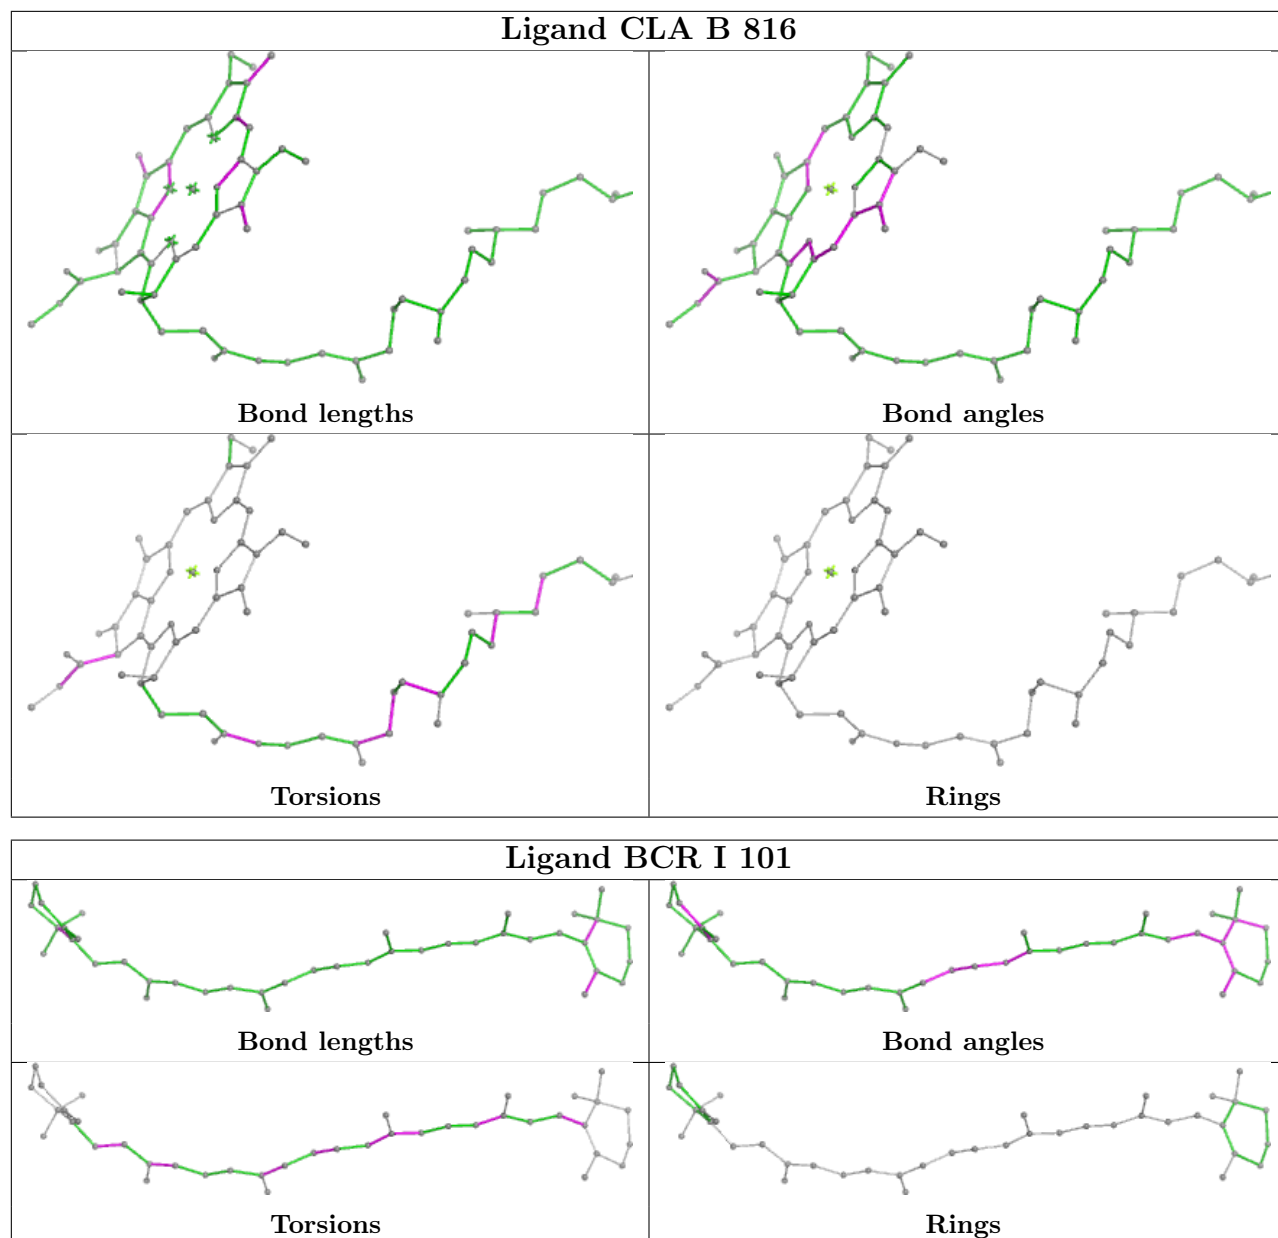 Ligand CLA B 816
Bond lengths
Bond angles
Torsions
Rings
Ligand BCR I 101
Bond lengths
Bond angles
Torsions
Rings